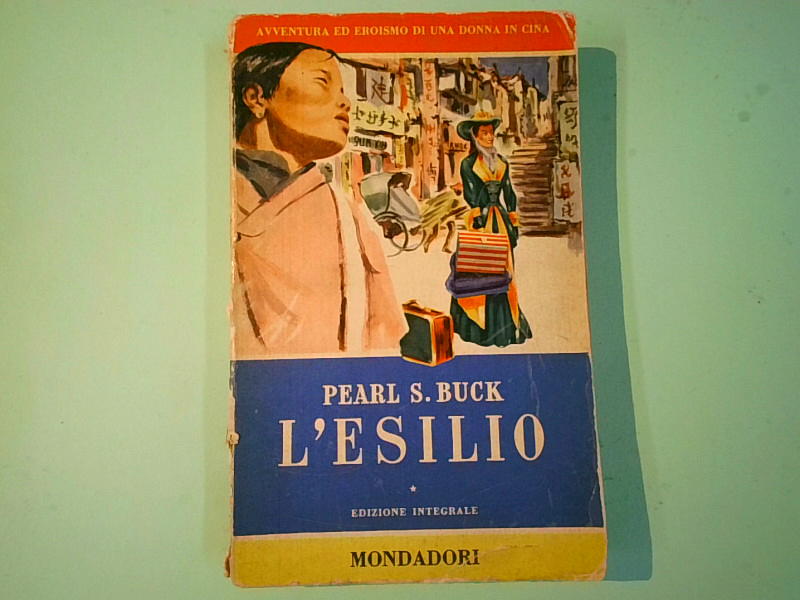 AVVENTURA ED EROISMO DI UNA DONNA IN CINA
PEARL S. BUCK
L'ESILIO
EDIZIONE INTEGRALE
MONDADORI